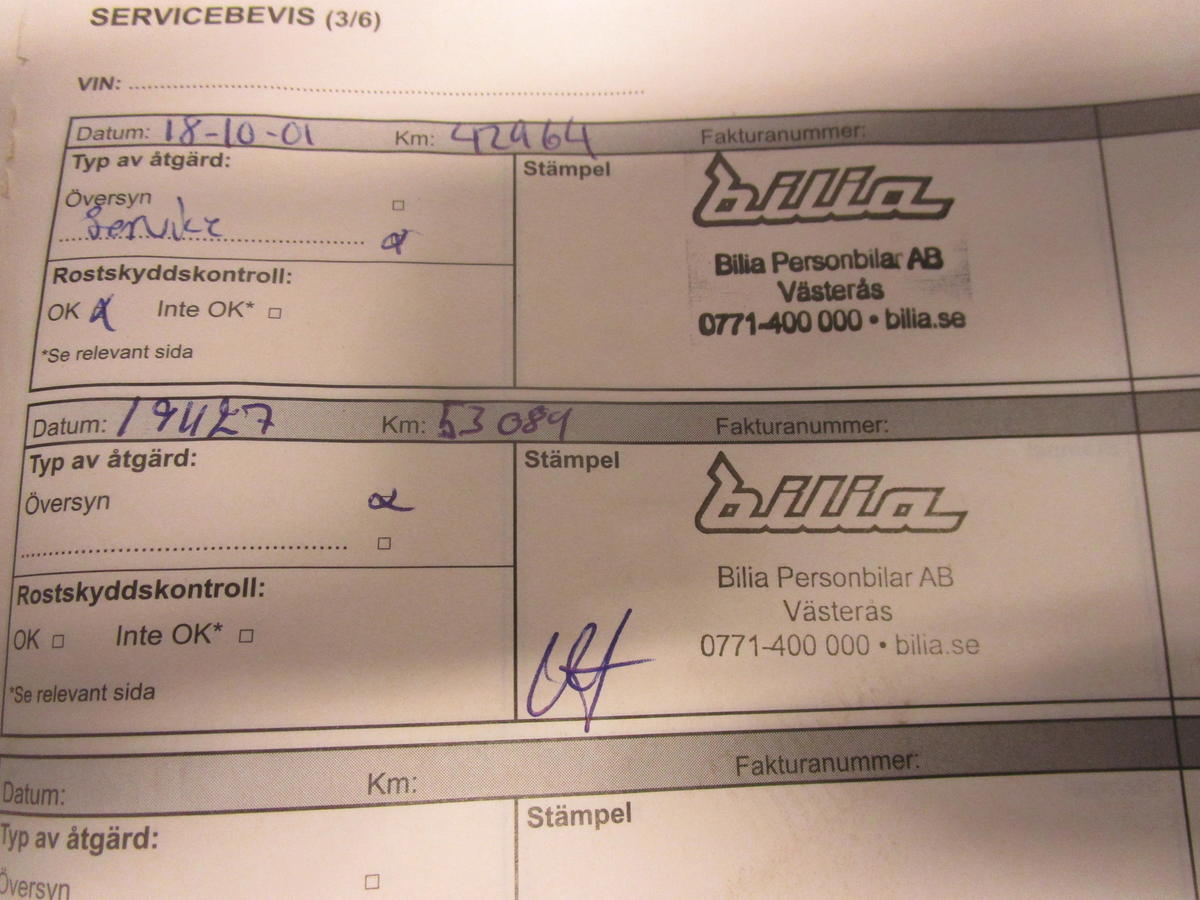 SERVICEBEVIS (3/6)
VIN:
Datum: 18-10-01 Km: 42964 Fakturanummer:
Typ av åtgärd:
Översyn
Service
Rostskyddskontroll:
OK Inte OK*
*Se relevant sida
Stämpel
bilia
Bilia Personbilar AB
Västerås
0771-400 000 • bilia.se
Datum: 191127 Km: 53089 Fakturanummer:
Typ av åtgärd:
Översyn
Rostskyddskontroll:
OK Inte OK*
*Se relevant sida
Stämpel
bilia
Bilia Personbilar AB
Västerås
0771-400 000 • bilia.se
Datum: Km: Fakturanummer:
Typ av åtgärd:
Översyn
Stämpel